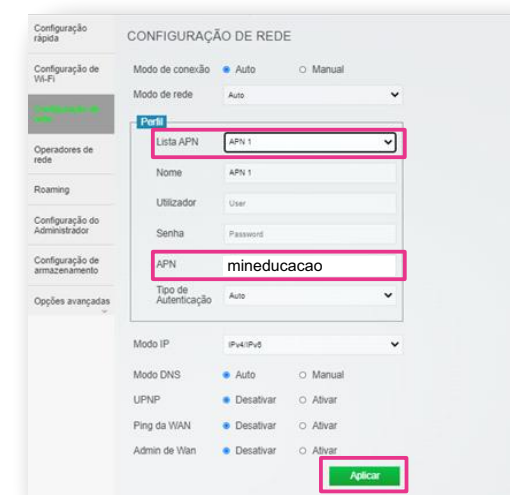 Configuração
rápida
CONFIGURAÇÃO DE REDE
Configuração de
Wi-Fi
Modo de conexão Auto Manual
Modo de rede Auto
Configuração de
rede
Perfil
Lista APN APN 1
Operadores de
rede
Nome APN 1
Roaming
Utilizador User
Configuração do
Administrador
Senha Password
Configuração de
armazenamento
APN mineducacao
Tipo de
Autenticação Auto
Opções avançadas
Modo IP IPv4/IPv6
Modo DNS Auto Manual
UPNP Desativar Ativar
Ping da WAN Desativar Ativar
Admin de Wan Desativar Ativar
Aplicar